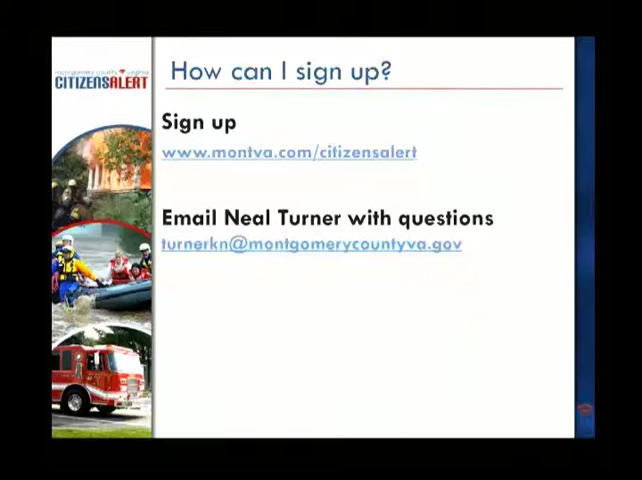 montgomery county virginia
CITIZENSALERT
How can I sign up?
Sign up
www.montva.com/citizensalert
Email Neal Turner with questions
turnerkn@montgomerycountyva.gov